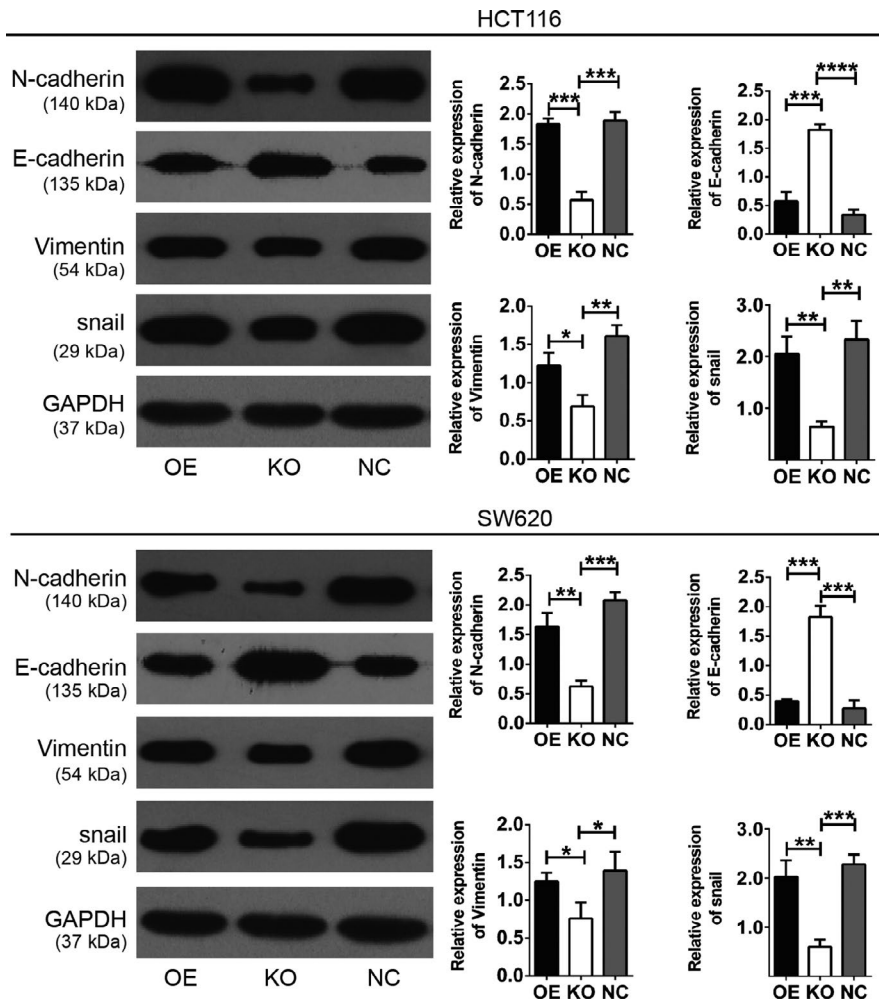 HCT116
N-cadherin
(140 kDa)
E-cadherin
(135 kDa)
Vimentin
(54 kDa)
snail
(29 kDa)
GAPDH
(37 kDa)
OE KO NC
Relative expression
of N-cadherin
2.0
1.5
1.0
0.5
0.0
*** ***
OE KO NC
Relative expression
of E-cadherin
2.5
2.0
1.5
1.0
0.5
0.0
*** ****
OE KO NC
Relative expression
of Vimentin
2.0
1.5
1.0
0.5
0.0
* **
OE KO NC
Relative expression
of snail
3.0
2.0
1.0
** **
OE KO NC
SW620
N-cadherin
(140 kDa)
E-cadherin
(135 kDa)
Vimentin
(54 kDa)
snail
(29 kDa)
GAPDH
(37 kDa)
OE KO NC
Relative expression
of N-cadherin
2.5
2.0
1.5
1.0
0.5
0.0
** ***
OE KO NC
Relative expression
of E-cadherin
2.5
2.0
1.5
1.0
0.5
0.0
*** ***
OE KO NC
Relative expression
of Vimentin
2.0
1.5
1.0
0.5
0.0
* *
OE KO NC
Relative expression
of snail
3.0
2.0
1.0
** ***
OE KO NC